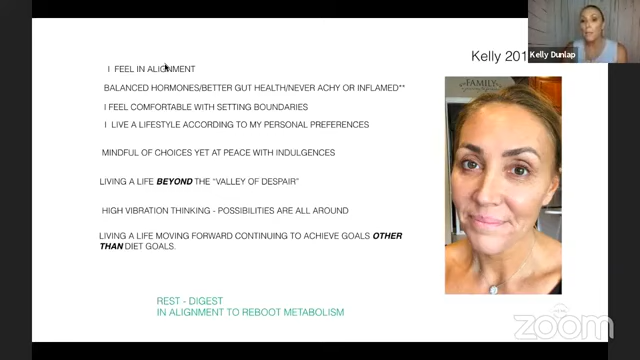 Kelly 201
Kelly Dunlap
I FEEL IN ALIGNMENT
BALANCED HORMONES/BETTER GUT HEALTH/NEVER ACHY OR INFLAMED**
I FEEL COMFORTABLE WITH SETTING BOUNDARIES
I LIVE A LIFESTYLE ACCORDING TO MY PERSONAL PREFERENCES
MINDFUL OF CHOICES YET AT PEACE WITH INDULGENCES
LIVING A LIFE BEYOND THE “VALLEY OF DESPAIR”
HIGH VIBRATION THINKING - POSSIBILITIES ARE ALL AROUND
LIVING A LIFE MOVING FORWARD CONTINUING TO ACHIEVE GOALS OTHER
THAN DIET GOALS.
FAMILY
REST - DIGEST
IN ALIGNMENT TO REBOOT METABOLISM
zoom